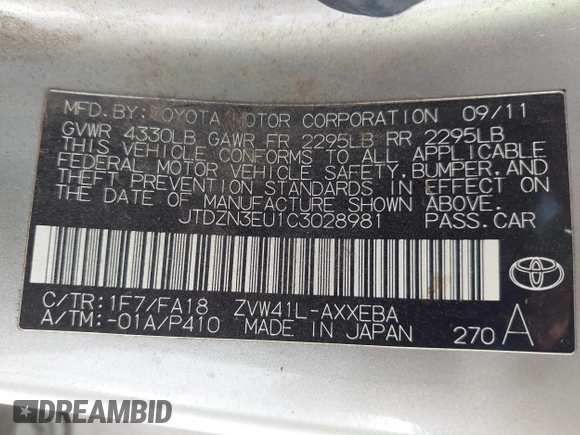 MFD. BY: TOYOTA MOTOR CORPORATION 09/11
GVWR 4330LB GAWR FR 2295LB RR 2295LB
THIS VEHICLE CONFORMS TO ALL APPLICABLE
FEDERAL MOTOR VEHICLE SAFETY, BUMPER, AND
THEFT PREVENTION STANDARDS IN EFFECT ON
THE DATE OF MANUFACTURE SHOWN ABOVE.
JTDZN3EU1C3028981 PASS.CAR
C/TR:1F7/FA18 ZVW41L-AXXEBA
A/TM:-01A/P410 MADE IN JAPAN 270 A
TOYOTA
DREAMBID